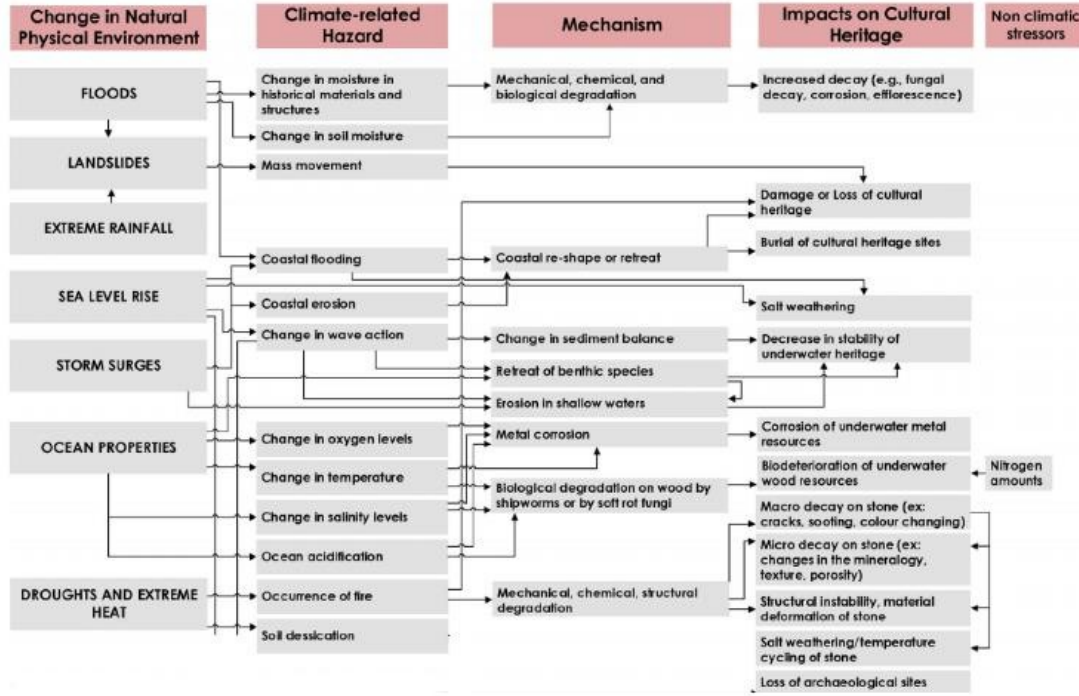 Change in Natural
Physical Environment
Climate-related
Hazard
Mechanism
Impacts on Cultural
Heritage
Non climatic
stressors
FLOODS
LANDSLIDES
EXTREME RAINFALL
SEA LEVEL RISE
STORM SURGES
OCEAN PROPERTIES
DROUGHTS AND EXTREME
HEAT
Change in moisture in
historical materials and
structures
Change in soil moisture
Mass movement
Coastal flooding
Coastal erosion
Change in wave action
Change in oxygen levels
Change in temperature
Change in salinity levels
Ocean acidification
Occurrence of fire
Soil dessication
Mechanical, chemical, and
biological degradation
Coastal re-shape or retreat
Change in sediment balance
Retreat of benthic species
Erosion in shallow waters
Metal corrosion
Biological degradation on wood by
shipworms or by soft rot fungi
Mechanical, chemical, structural
degradation
Increased decay (e.g., fungal
decay, corrosion, efflorescence)
Damage or Loss of cultural
heritage
Burial of cultural heritage sites
Salt weathering
Decrease in stability of
underwater heritage
Corrosion of underwater metal
resources
Biodeterioration of underwater
wood resources
Macro decay on stone (ex:
cracks, sooting, colour changing)
Micro decay on stone (ex:
changes in the mineralogy,
texture, porosity)
Structural instability, material
deformation of stone
Salt weathering/temperature
cycling of stone
Loss of archaeological sites
Nitrogen
amounts